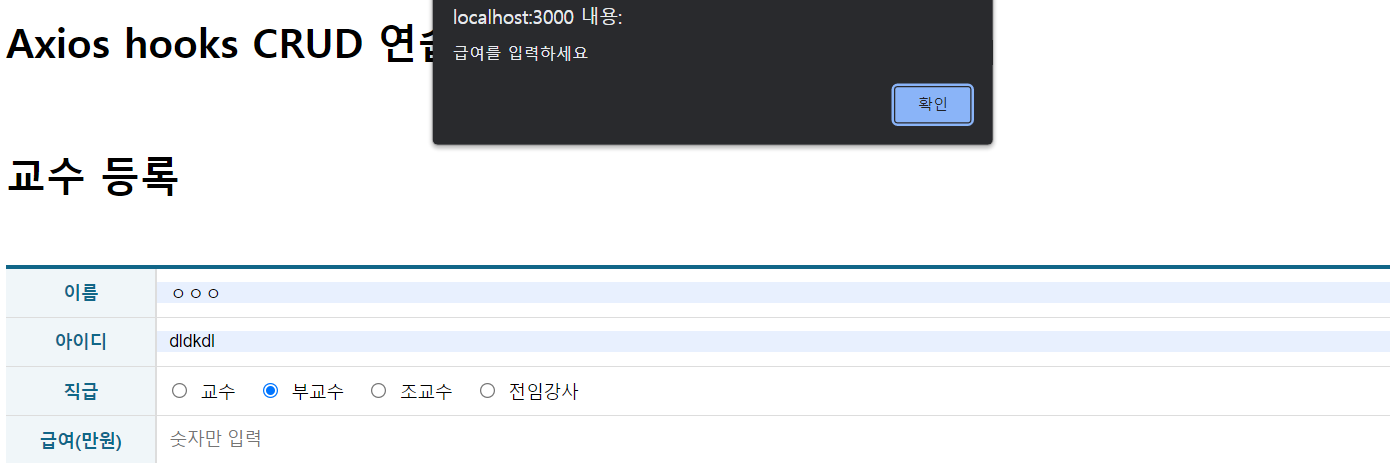 localhost:3000 내용:
급여를 입력하세요
확인
Axios hooks CRUD
교수 등록
이름 ㅇㅇㅇ
아이디 dldkdl
직급 교수 부교수 조교수 전임강사
급여(만원) 숫자만 입력